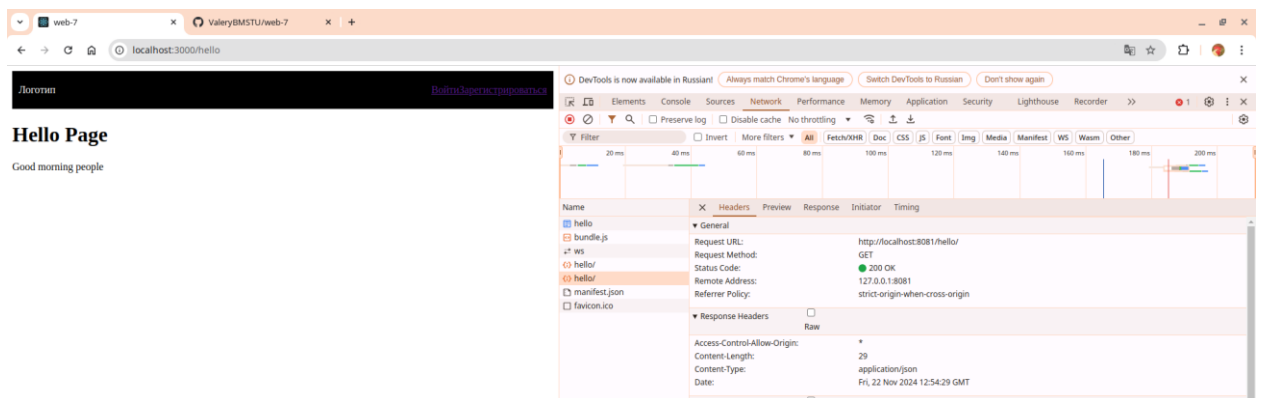 web-7
ValeryBMSTU/web-7
localhost:3000/hello
Логотип
ВойтиЗарегистрироваться
Hello Page
Good morning people
DevTools is now available in Russian! Always match Chrome's language Switch DevTools to Russian Don't show again
Elements Console Sources Network Performance Memory Application Security Lighthouse Recorder 1
Preserve log Disable cache No throttling
Filter Invert More filters All Fetch/XHR Doc CSS JS Font Img Media Manifest WS Wasm Other
20 ms 40 ms 60 ms 80 ms 100 ms 120 ms 140 ms 160 ms 180 ms 200 ms
Name
hello
bundle.js
ws
hello/
hello/
manifest.json
favicon.ico
Headers Preview Response Initiator Timing
General
Request URL: http://localhost:8081/hello/
Request Method: GET
Status Code: 200 OK
Remote Address: 127.0.0.1:8081
Referrer Policy: strict-origin-when-cross-origin
Response Headers
Raw
Access-Control-Allow-Origin: *
Content-Length: 29
Content-Type: application/json
Date: Fri, 22 Nov 2024 12:54:29 GMT